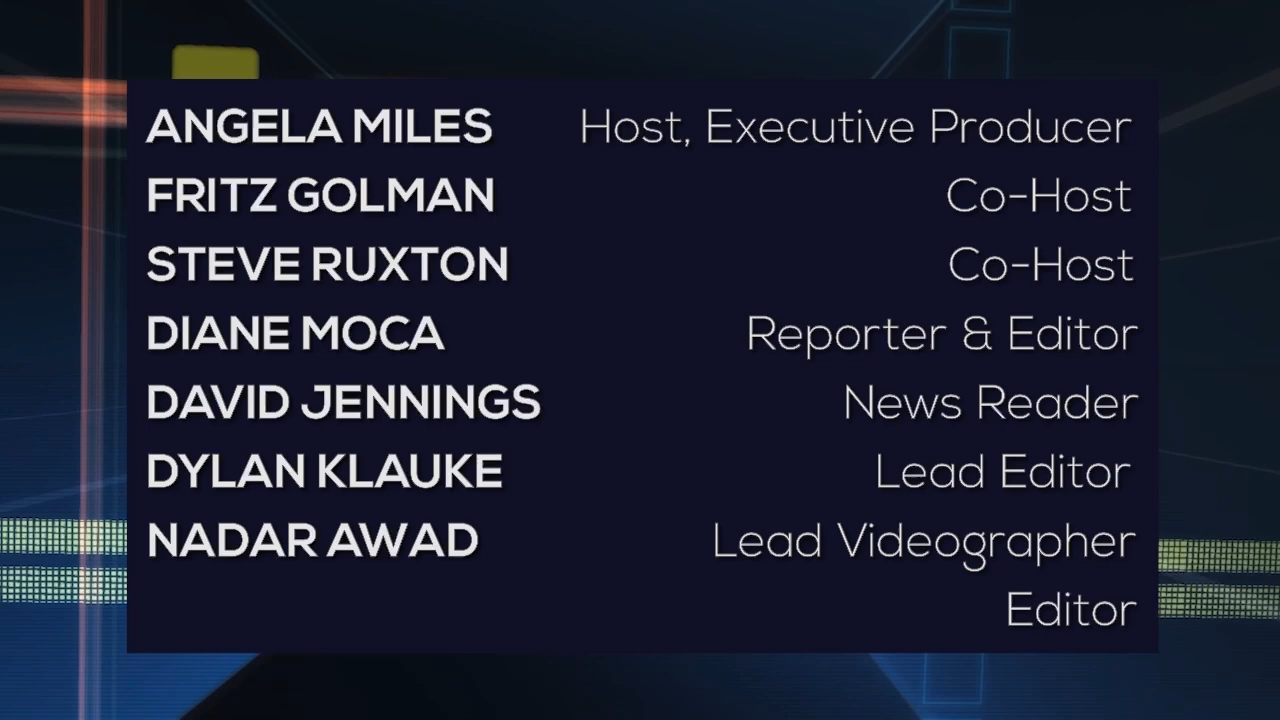 ANGELA MILES Host, Executive Producer
FRITZ GOLMAN Co-Host
STEVE RUXTON Co-Host
DIANE MOCA Reporter & Editor
DAVID JENNINGS News Reader
DYLAN KLAUKE Lead Editor
NADAR AWAD Lead Videographer
Editor